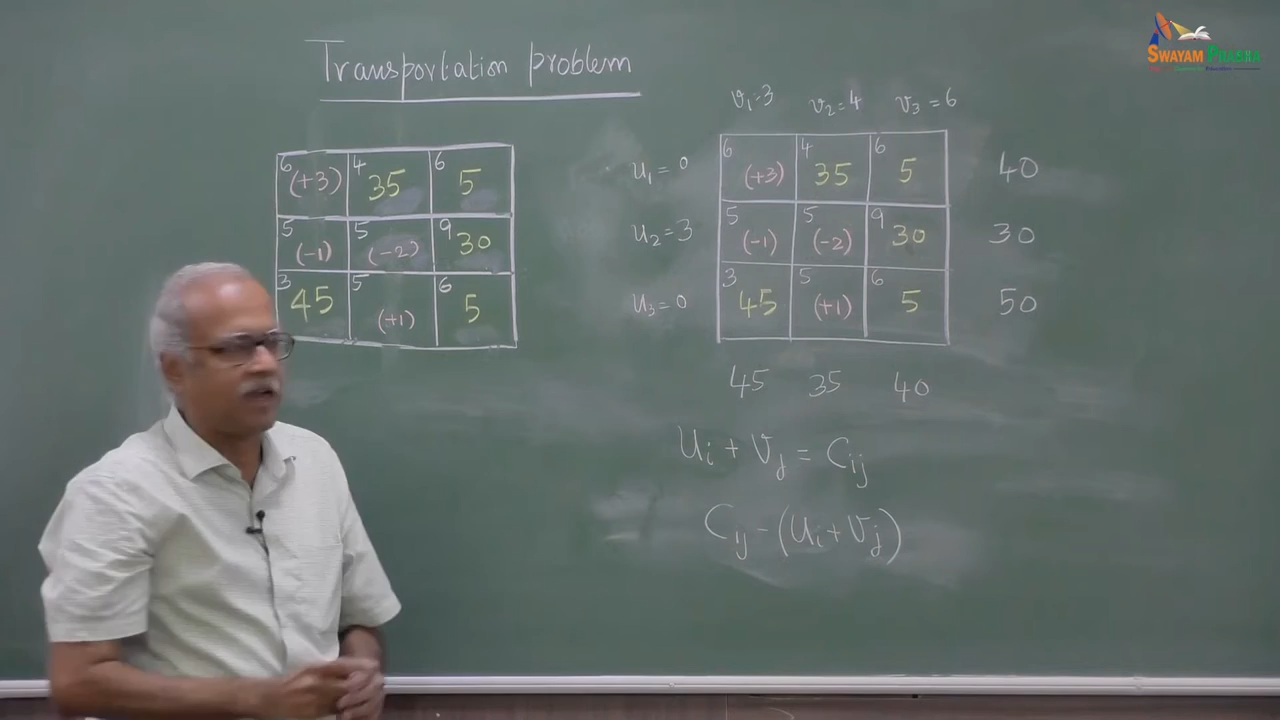 Transportation problem
6 (+3) 4 35 6 5
5 (-1) 5 (-2) 9 30
3 45 5 (+1) 6 5
v₁=3 v₂=4 v₃=6
u₁=0 6 (+3) 4 35 6 5 40
u₂=3 5 (-1) 5 (-2) 9 30 30
u₃=0 3 45 5 (+1) 6 5 50
45 35 40
Ui + Vj = Cij
Cij - (Ui + Vj)
SWAYAM PRABHA